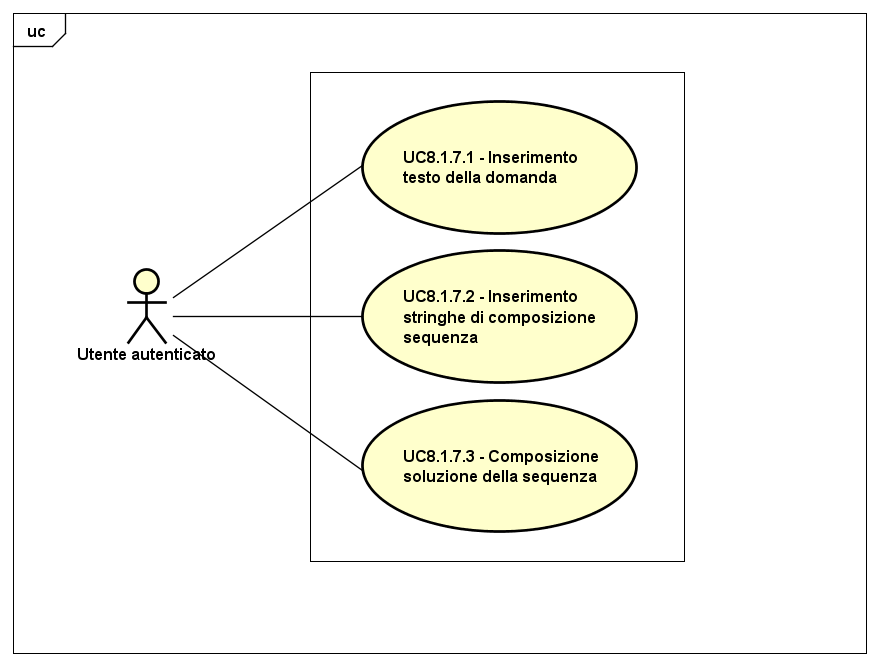 uc
UC8.1.7.1 - Inserimento
testo della domanda
UC8.1.7.2 - Inserimento
stringhe di composizione
sequenza
Utente autenticato
UC8.1.7.3 - Composizione
soluzione della sequenza